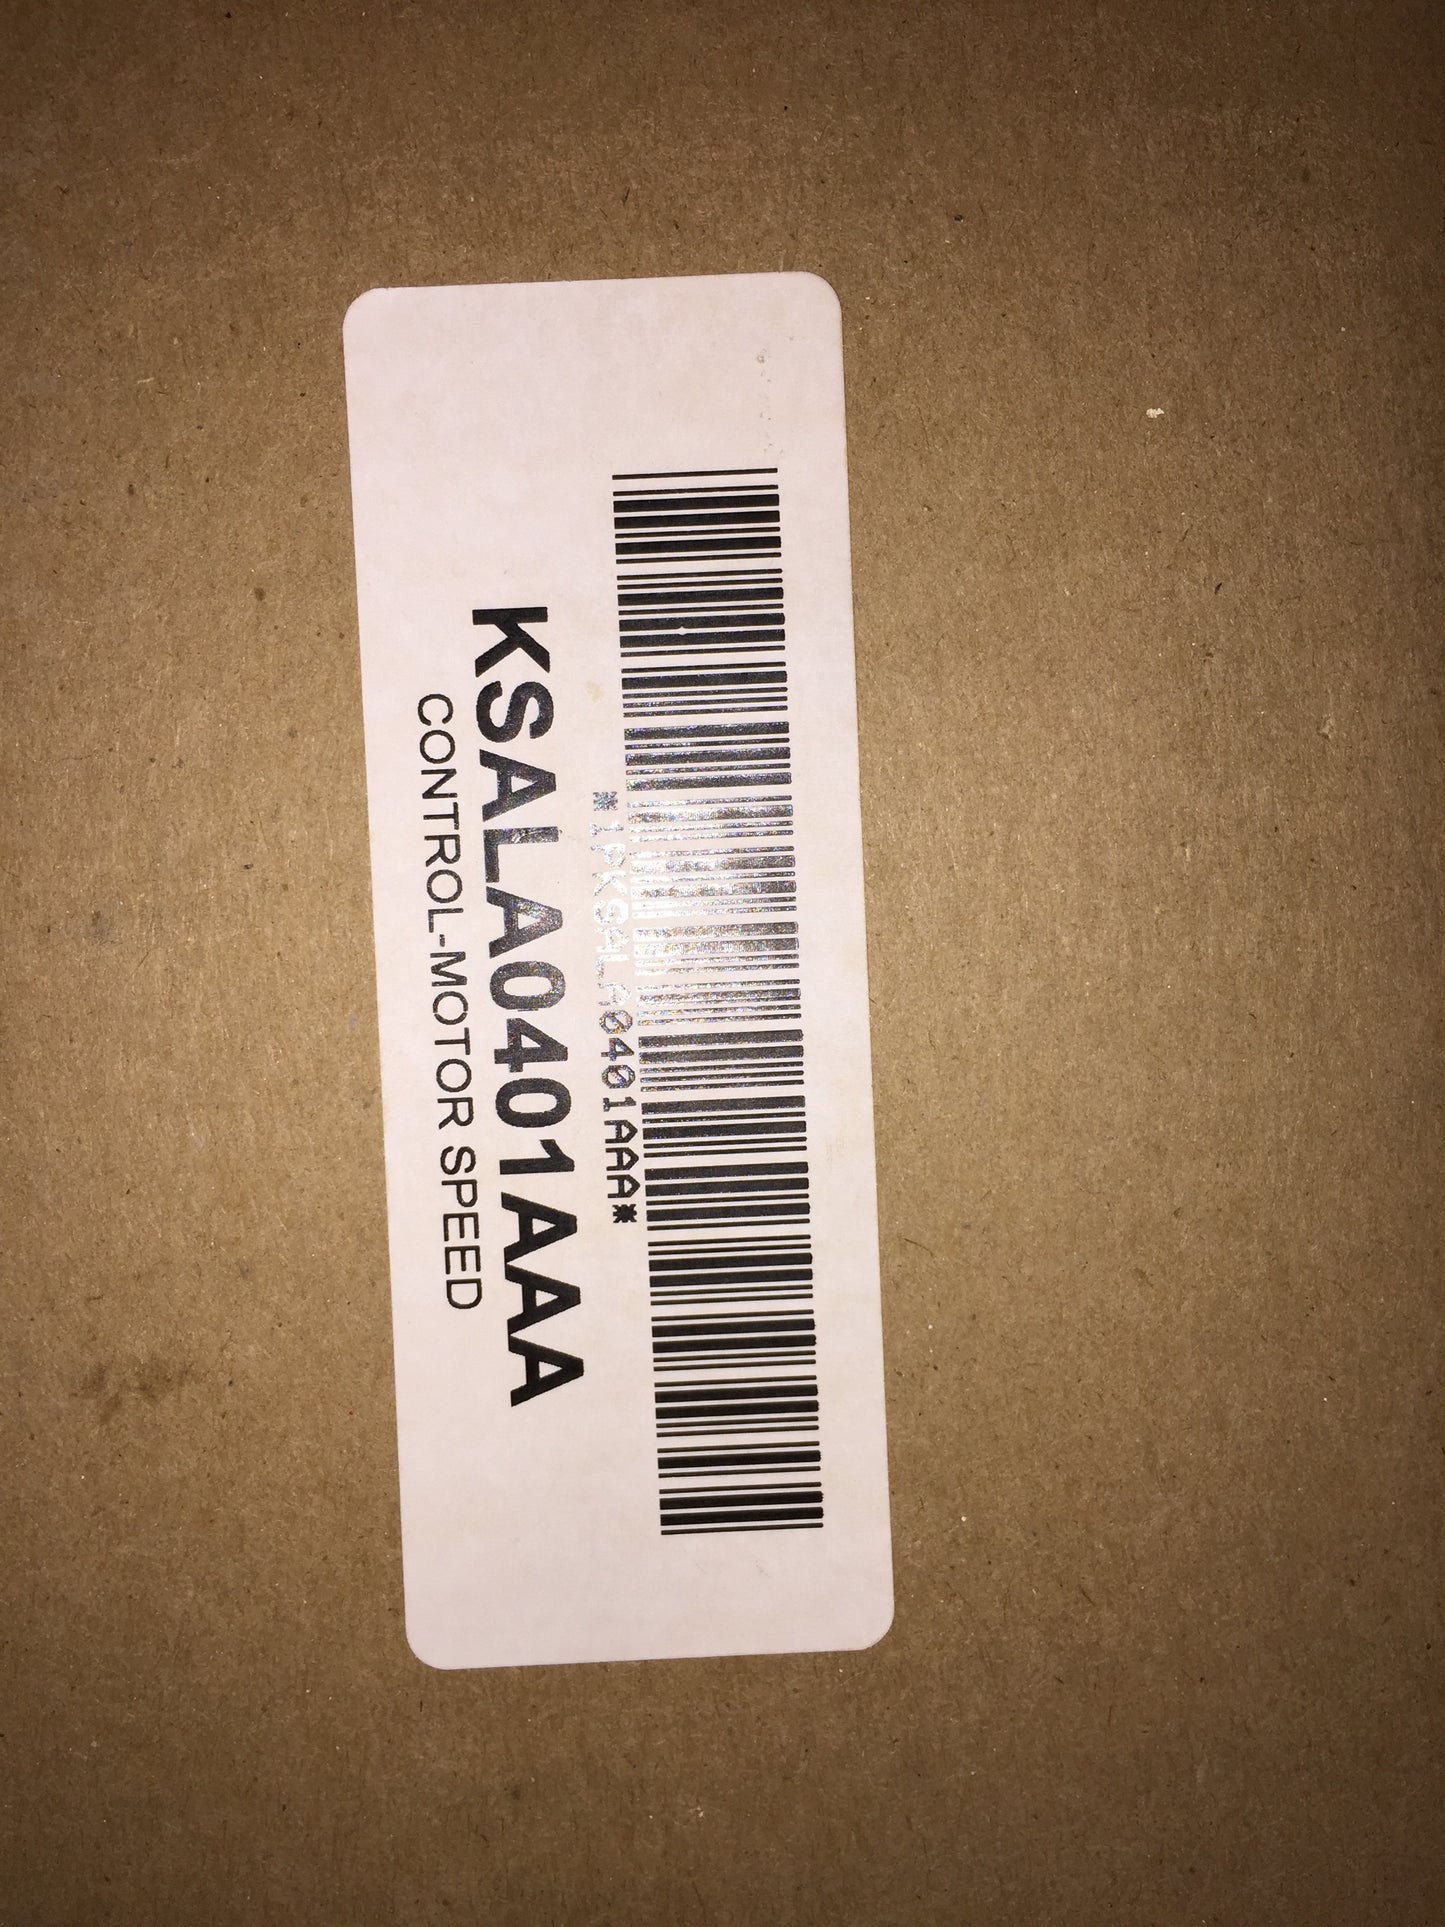 *1PKSALA0401AAA*
KSALA0401AAA
CONTROL-MOTOR SPEED